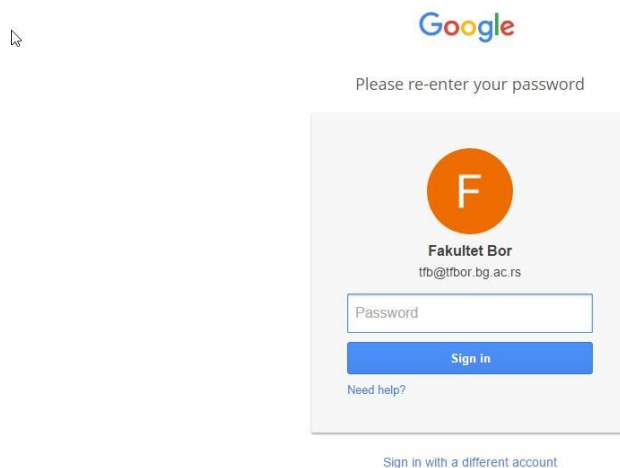 Google
Please re-enter your password
F
Fakultet Bor
tfb@tfbor.bg.ac.rs
Password
Sign in
Need help?
Sign in with a different account